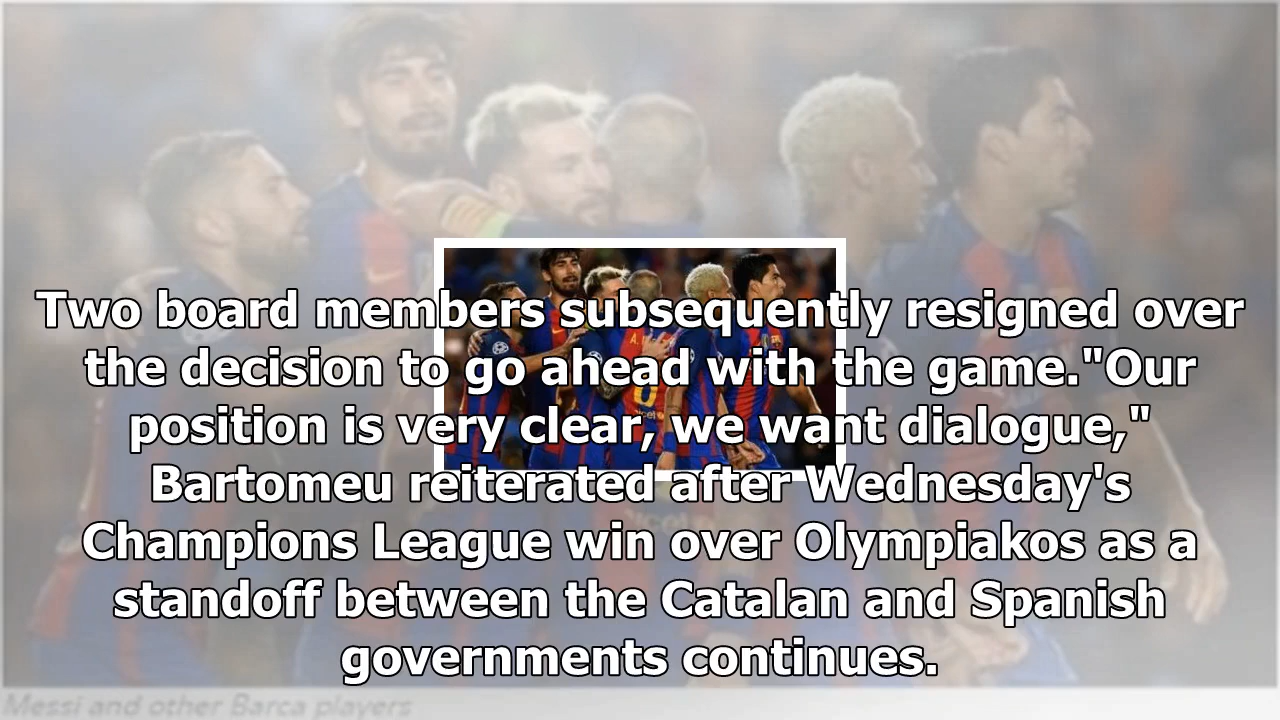 Two board members subsequently resigned over
the decision to go ahead with the game."Our
position is very clear, we want dialogue,"
Bartomeu reiterated after Wednesday's
Champions League win over Olympiakos as a
standoff between the Catalan and Spanish
governments continues.
Messi and other Barca players